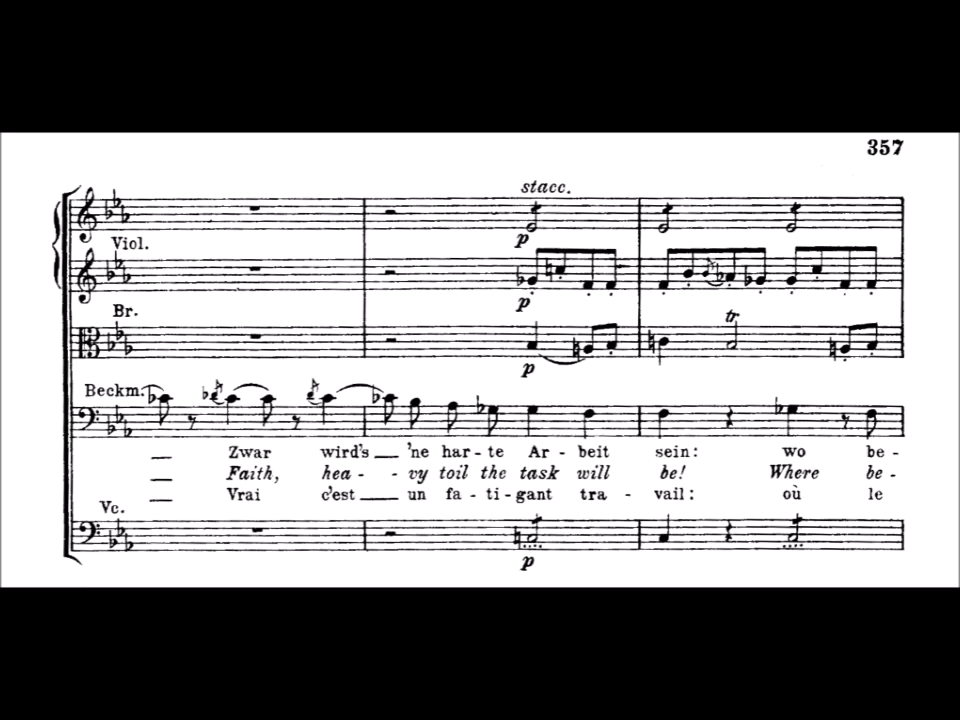 357
stacc.
p
Viol.
p
Br.
tr
p
Beckm.
— Zwar wird's — 'ne har - te Ar - beit sein: wo be -
— Faith, hea - - vy toil the task will be! Where be -
— Vrai c'est — un fa - ti - gant tra - vail: où le
Vc.
p